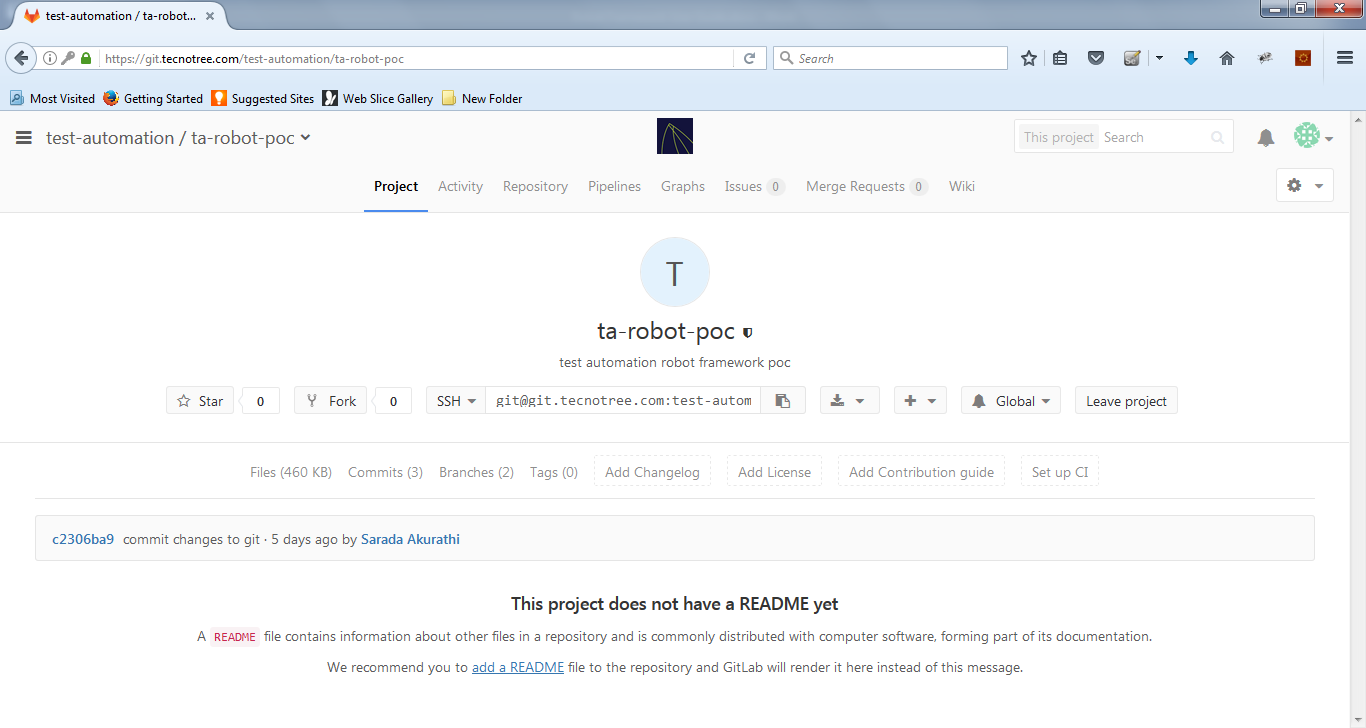 test-automation / ta-robot...
https://git.tecnotree.com/test-automation/ta-robot-poc
Search
Most Visited
Getting Started
Suggested Sites
Web Slice Gallery
New Folder
test-automation / ta-robot-poc
This project
Search
Project
Activity
Repository
Pipelines
Graphs
Issues 0
Merge Requests 0
Wiki
T
ta-robot-poc
test automation robot framework poc
Star
0
Fork
0
SSH
git@git.tecnotree.com:test-autom
Global
Leave project
Files (460 KB)
Commits (3)
Branches (2)
Tags (0)
Add Changelog
Add License
Add Contribution guide
Set up CI
c2306ba9 commit changes to git · 5 days ago by Sarada Akurathi
This project does not have a README yet
A README file contains information about other files in a repository and is commonly distributed with computer software, forming part of its documentation.
We recommend you to add a README file to the repository and GitLab will render it here instead of this message.